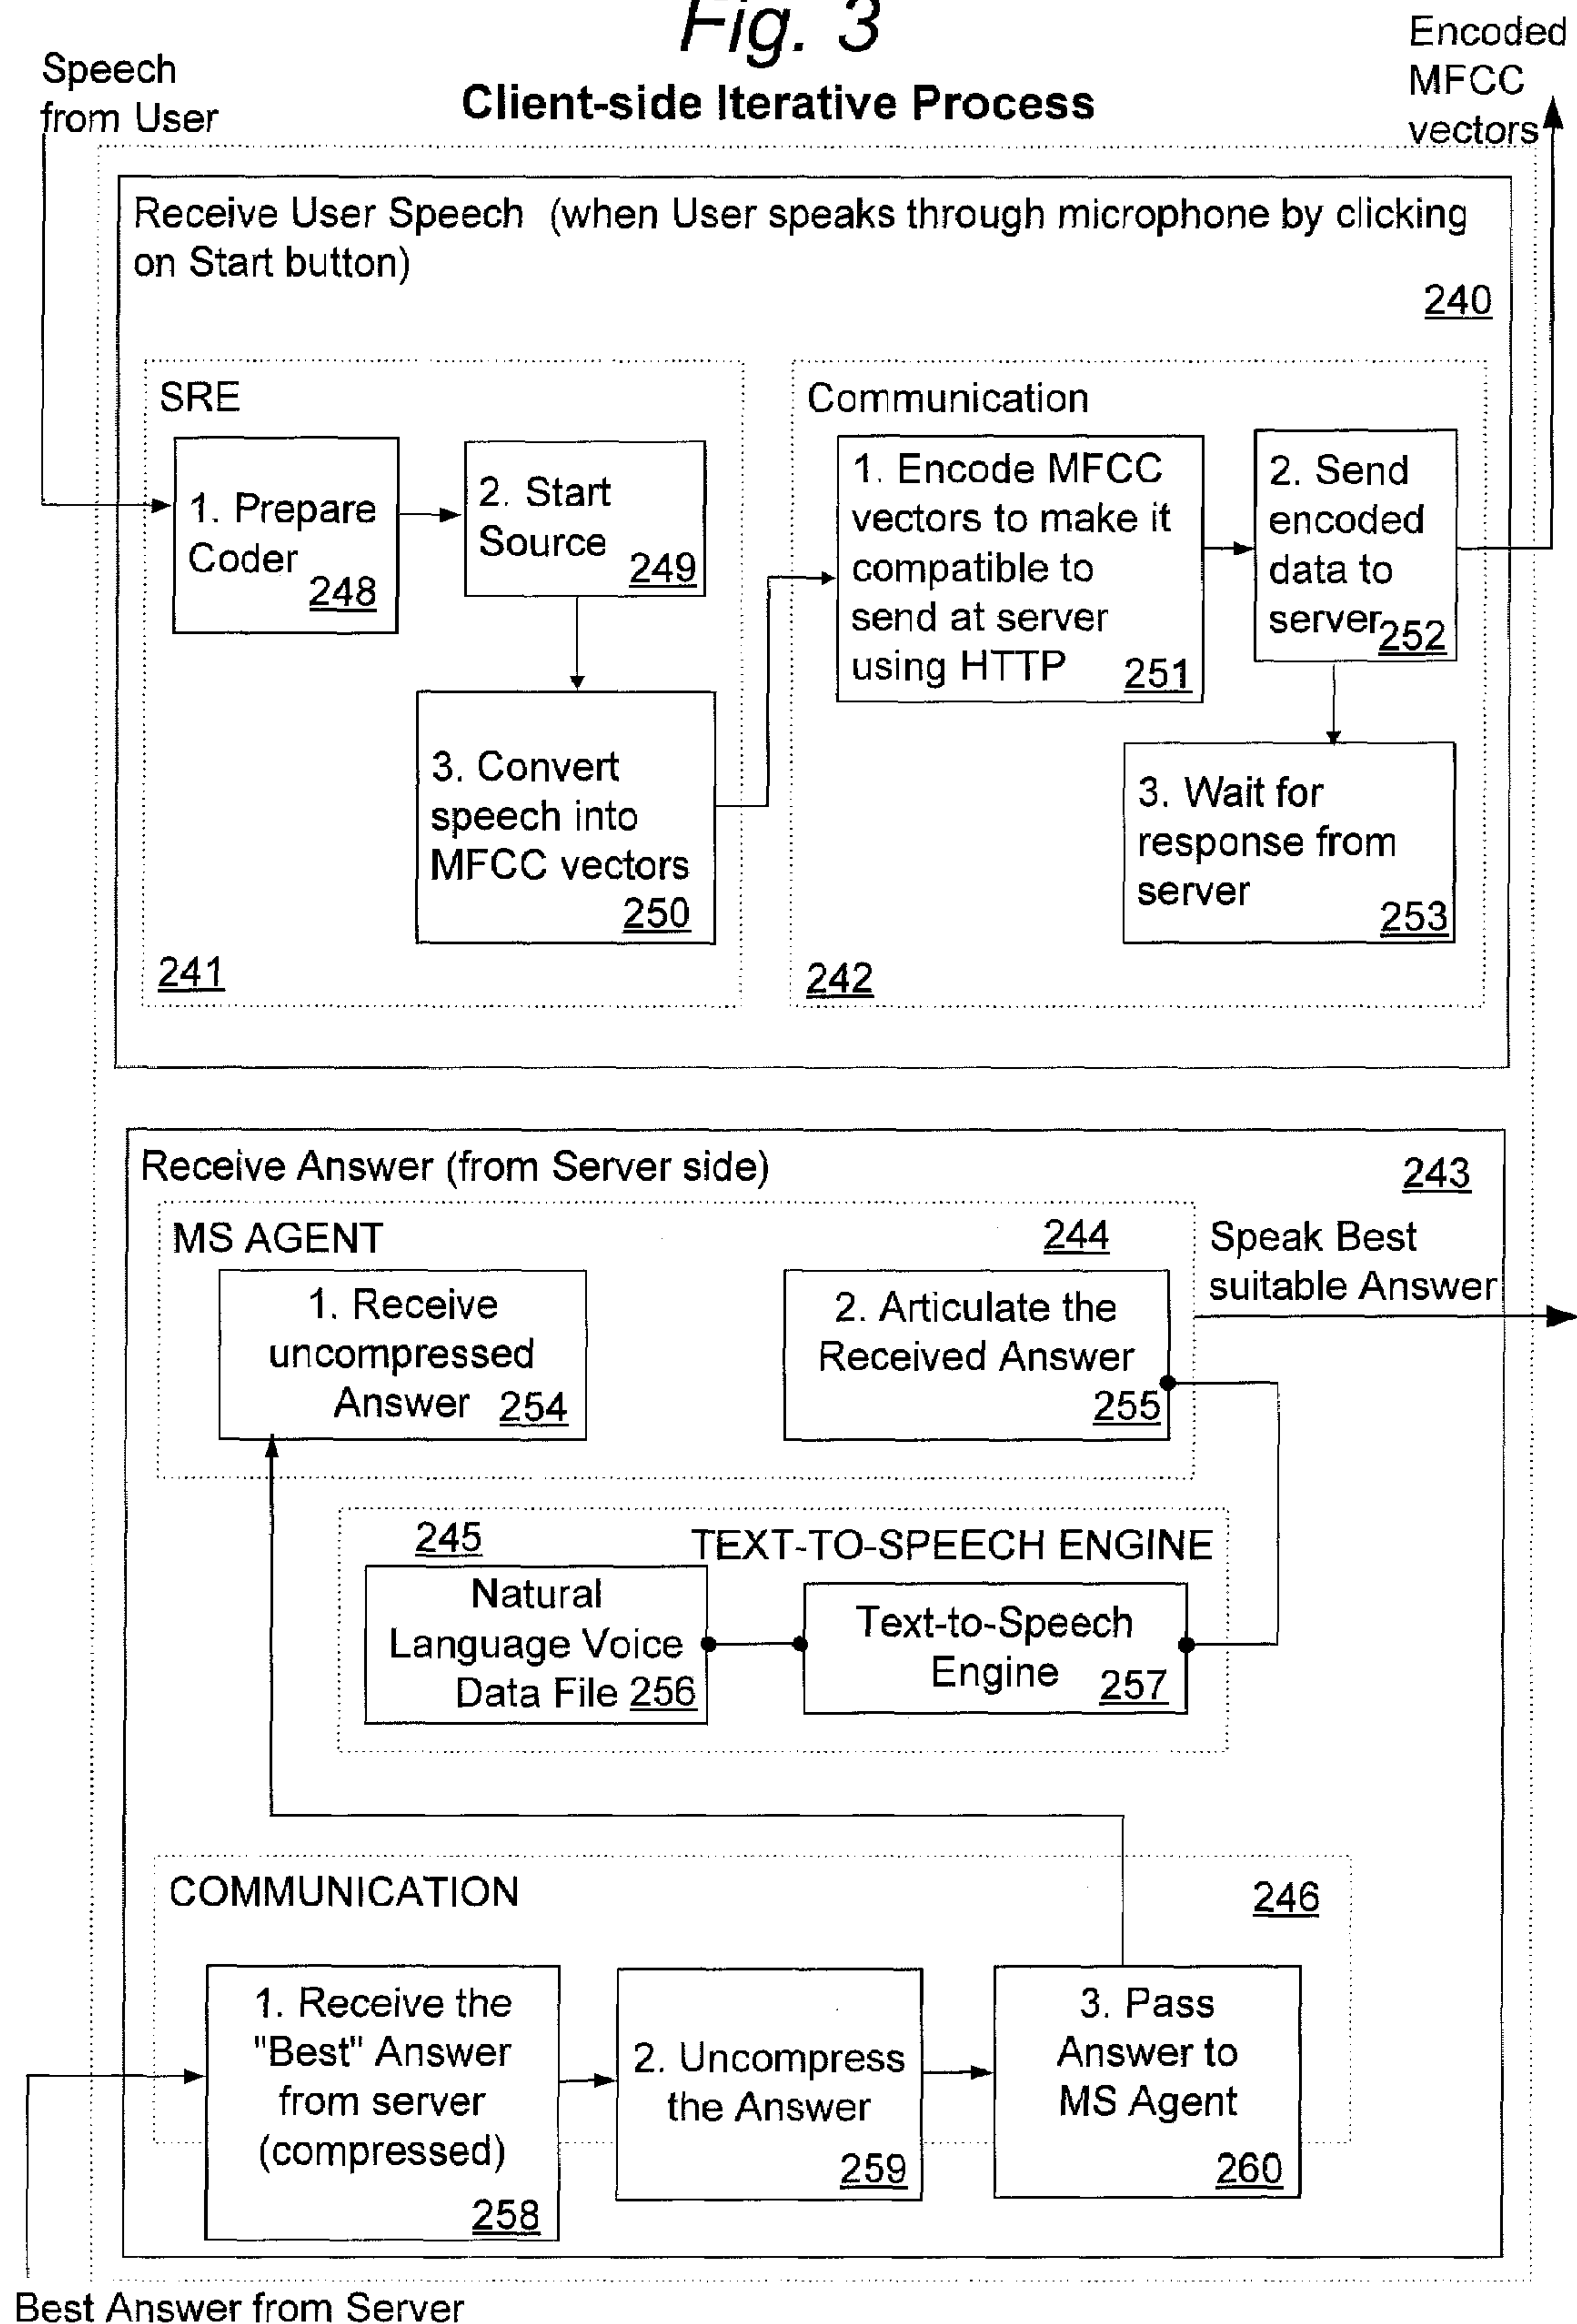 Fig. 3
Client-side Iterative Process
Speech
from User
Encoded
MFCC
vectors
Receive User Speech (when User speaks through microphone by clicking
on Start button)
240
SRE
1. Prepare
Coder
248
2. Start
Source
249
3. Convert
speech into
MFCC vectors
250
241
Communication
1. Encode MFCC
vectors to make it
compatible to
send at server
using HTTP
251
2. Send
encoded
data to
server
252
3. Wait for
response from
server
253
242
Receive Answer (from Server side)
243
MS AGENT
244
1. Receive
uncompressed
Answer 254
2. Articulate the
Received Answer
255
Speak Best
suitable Answer
245
TEXT-TO-SPEECH ENGINE
Natural
Language Voice
Data File 256
Text-to-Speech
Engine
257
COMMUNICATION
246
1. Receive the
"Best" Answer
from server
(compressed)
258
2. Uncompress
the Answer
259
3. Pass
Answer to
MS Agent
260
Best Answer from Server